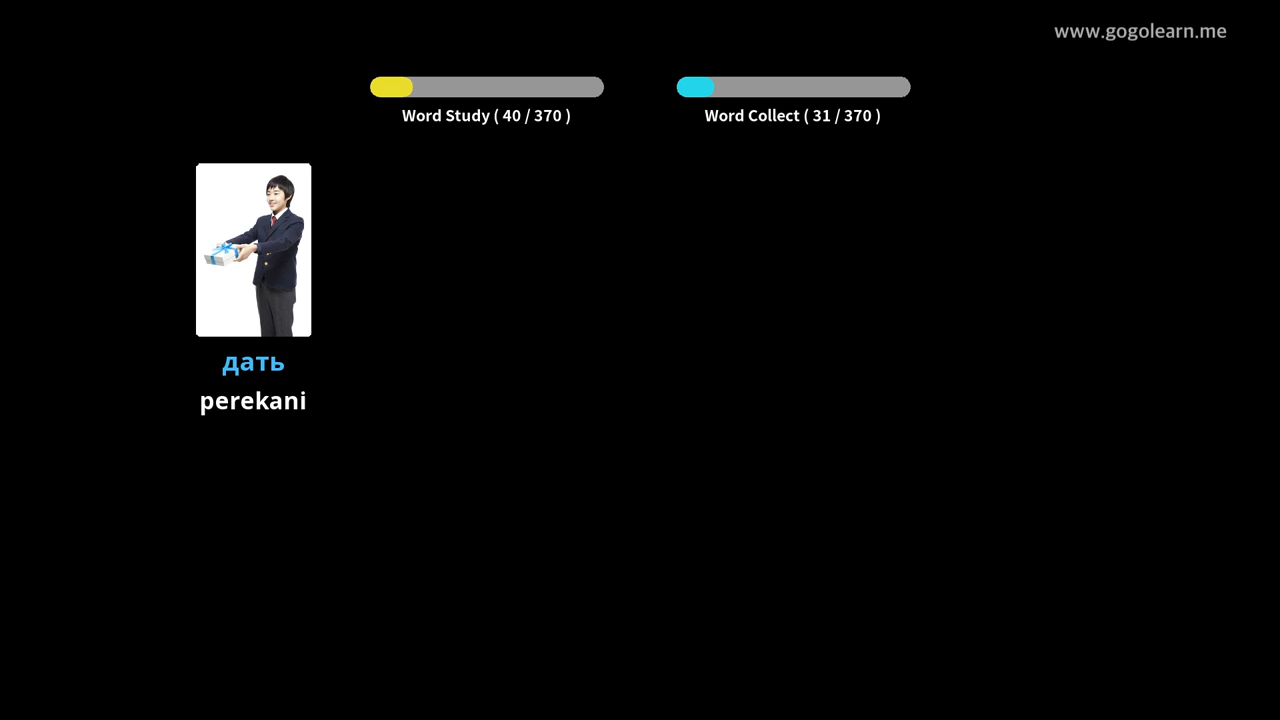 www.gogolearn.me
Word Study ( 40 / 370 )
Word Collect ( 31 / 370 )
дать
perekani